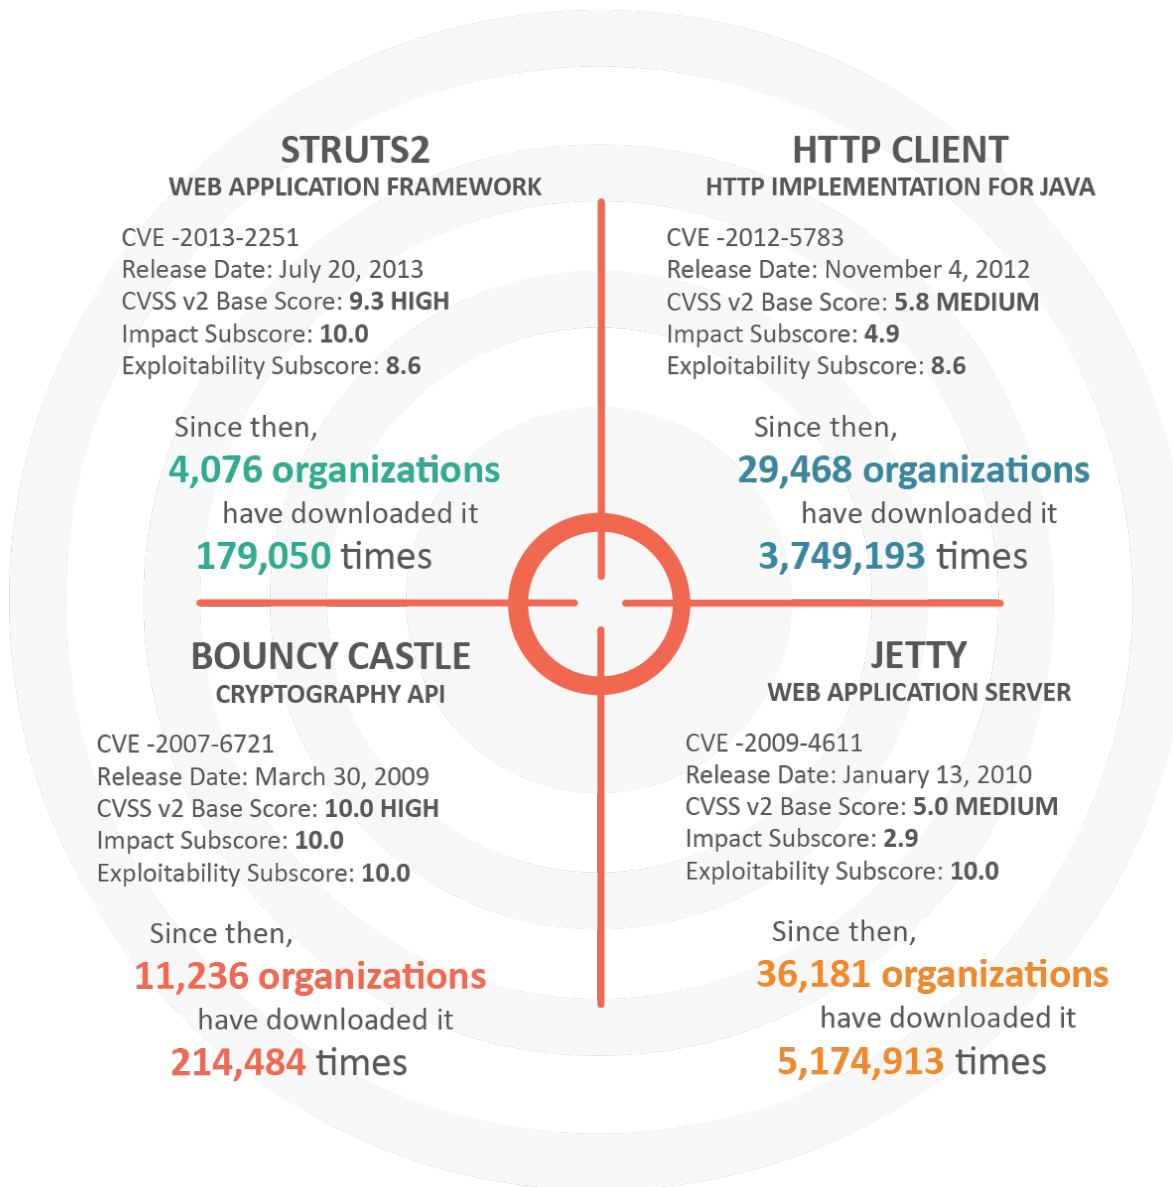 STRUTS2
WEB APPLICATION FRAMEWORK
CVE -2013-2251
Release Date: July 20, 2013
CVSS v2 Base Score: 9.3 HIGH
Impact Subscore: 10.0
Exploitability Subscore: 8.6
Since then,
4,076 organizations
have downloaded it
179,050 times
HTTP CLIENT
HTTP IMPLEMENTATION FOR JAVA
CVE -2012-5783
Release Date: November 4, 2012
CVSS v2 Base Score: 5.8 MEDIUM
Impact Subscore: 4.9
Exploitability Subscore: 8.6
Since then,
29,468 organizations
have downloaded it
3,749,193 times
BOUNCY CASTLE
CRYPTOGRAPHY API
CVE -2007-6721
Release Date: March 30, 2009
CVSS v2 Base Score: 10.0 HIGH
Impact Subscore: 10.0
Exploitability Subscore: 10.0
Since then,
11,236 organizations
have downloaded it
214,484 times
JETTY
WEB APPLICATION SERVER
CVE -2009-4611
Release Date: January 13, 2010
CVSS v2 Base Score: 5.0 MEDIUM
Impact Subscore: 2.9
Exploitability Subscore: 10.0
Since then,
36,181 organizations
have downloaded it
5,174,913 times